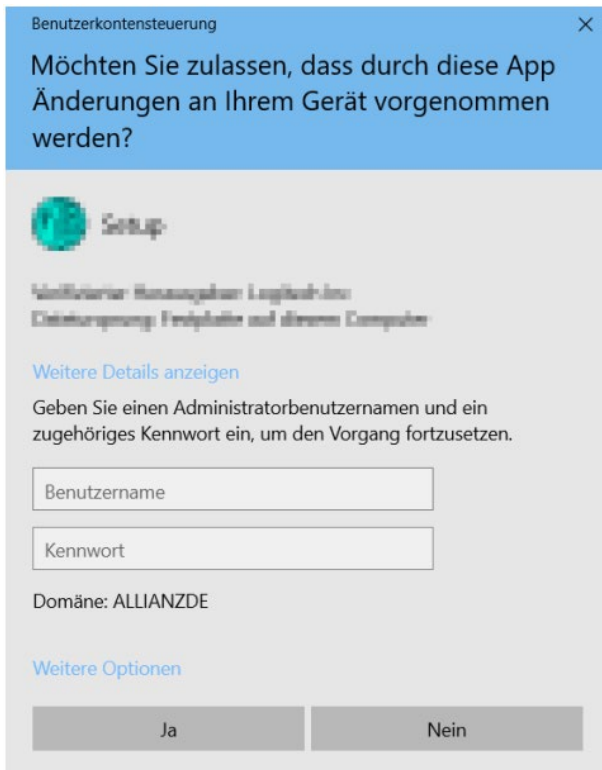 Benutzerkontensteuerung
Möchten Sie zulassen, dass durch diese App
Änderungen an Ihrem Gerät vorgenommen
werden?
Setup
Weitere Details anzeigen
Geben Sie einen Administratorbenutzernamen und ein
zugehöriges Kennwort ein, um den Vorgang fortzusetzen.
Benutzername
Kennwort
Domäne: ALLIANZDE
Weitere Optionen
Ja
Nein